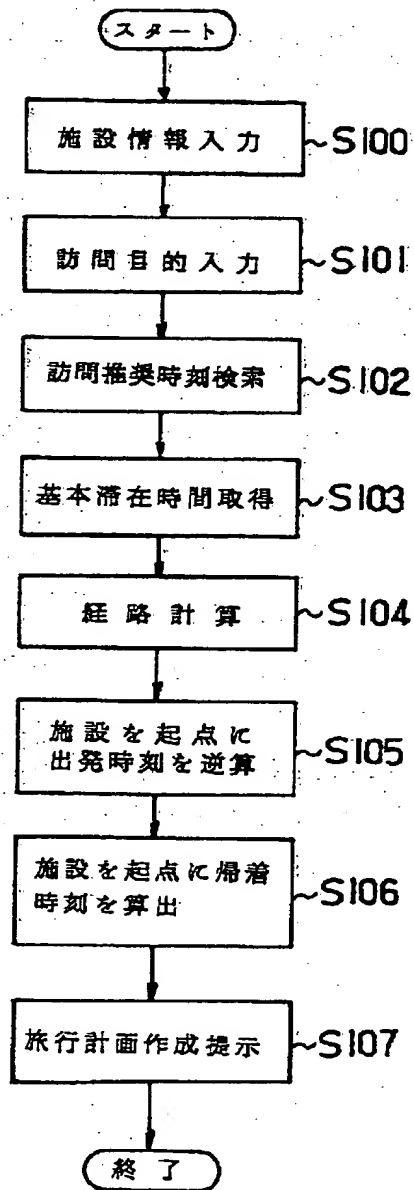 スタート
施設情報入力
~S100
訪問目的入力
~S101
訪問推奨時刻検索
~S102
基本滞在時間取得
~S103
経路計算
~S104
施設を起点に
出発時刻を逆算
~S105
施設を起点に帰着
時刻を算出
~S106
旅行計画作成提示
~S107
終了